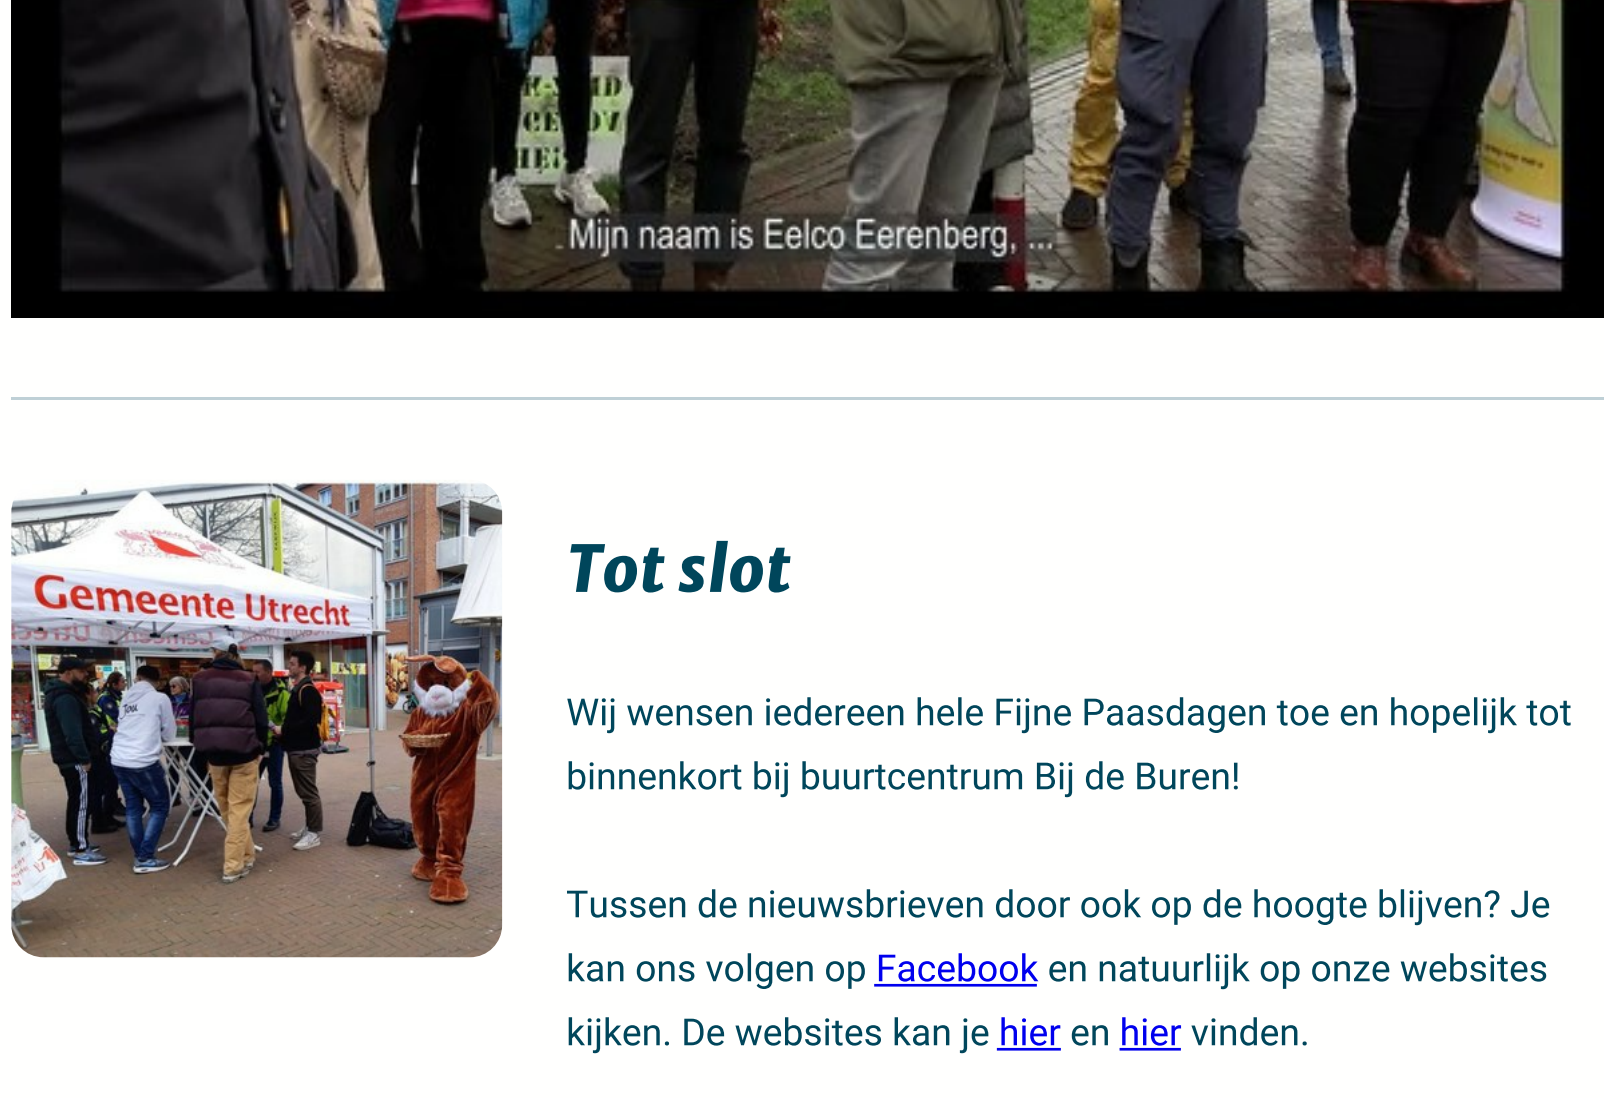 Mijn naam is Eelco Eerenberg, ...
Gemeente Utrecht
Tot slot
Wij wensen iedereen hele Fijne Paasdagen toe en hopelijk tot
binnenkort bij buurtcentrum Bij de Buren!
Tussen de nieuwsbrieven door ook op de hoogte blijven? Je
kan ons volgen op Facebook en natuurlijk op onze websites
kijken. De websites kan je hier en hier vinden.